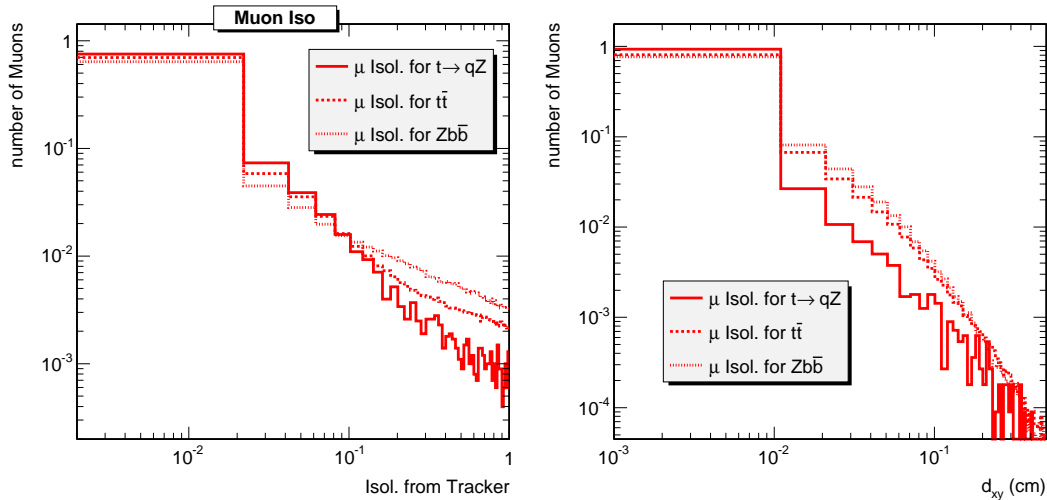 Muon Iso
number of Muons
1
10⁻¹
10⁻²
10⁻³
μ Isol. for t→ qZ
μ Isol. for tt̄
μ Isol. for Zbb̄
10⁻²
10⁻¹
1
Isol. from Tracker
number of Muons
1
10⁻¹
10⁻²
10⁻³
10⁻⁴
μ Isol. for t→ qZ
μ Isol. for tt̄
μ Isol. for Zbb̄
10⁻³
10⁻²
10⁻¹
d_xy (cm)